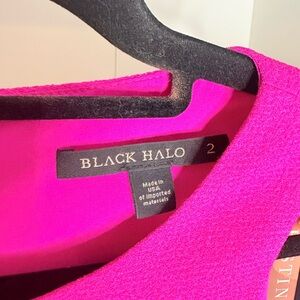 BLACK HALO 2
Made in
USA
of imported
materials